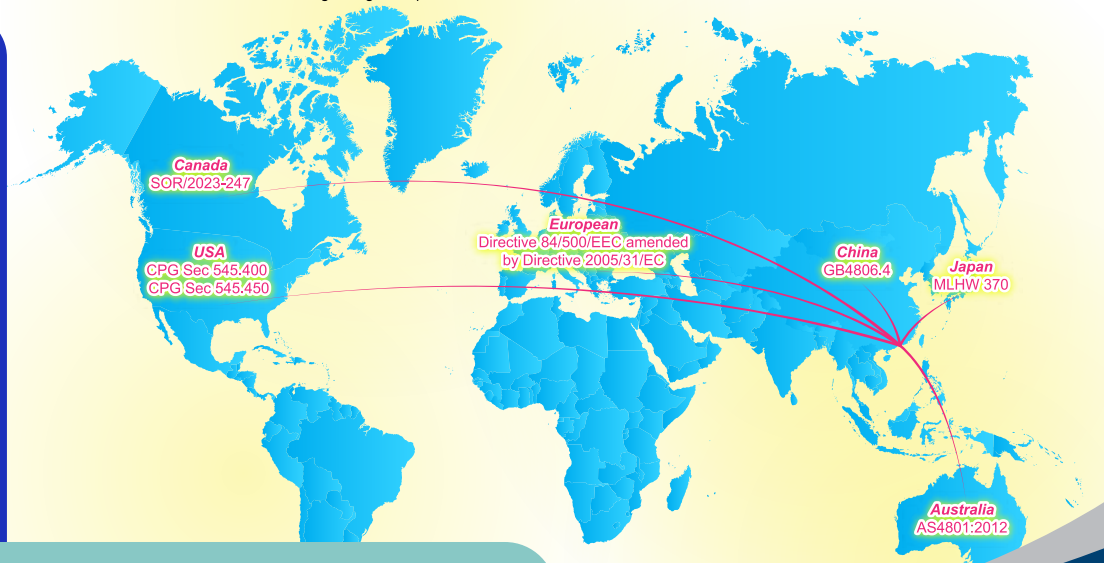 Canada
SOR/2023-247
USA
CPG Sec 545.400
CPG Sec 545.450
European
Directive 84/500/EEC amended
by Directive 2005/31/EC
China
GB4806.4
Japan
MLHW 370
Australia
AS4801:2012